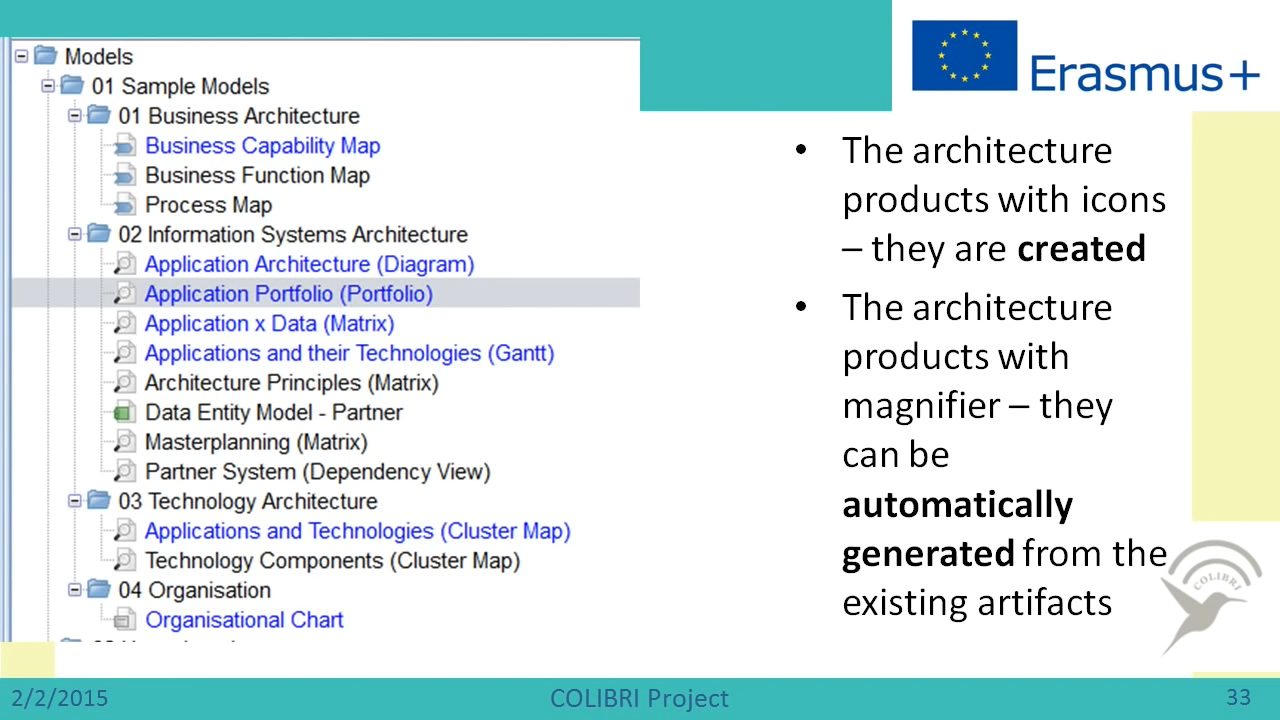 Models
01 Sample Models
01 Business Architecture
Business Capability Map
Business Function Map
Process Map
02 Information Systems Architecture
Application Architecture (Diagram)
Application Portfolio (Portfolio)
Application x Data (Matrix)
Applications and their Technologies (Gantt)
Architecture Principles (Matrix)
Data Entity Model - Partner
Masterplanning (Matrix)
Partner System (Dependency View)
03 Technology Architecture
Applications and Technologies (Cluster Map)
Technology Components (Cluster Map)
04 Organisation
Organisational Chart
Erasmus+
• The architecture
products with icons
– they are created
• The architecture
products with
magnifier – they
can be
automatically
generated from the
existing artifacts
COLIBRI
2/2/2015
COLIBRI Project
33